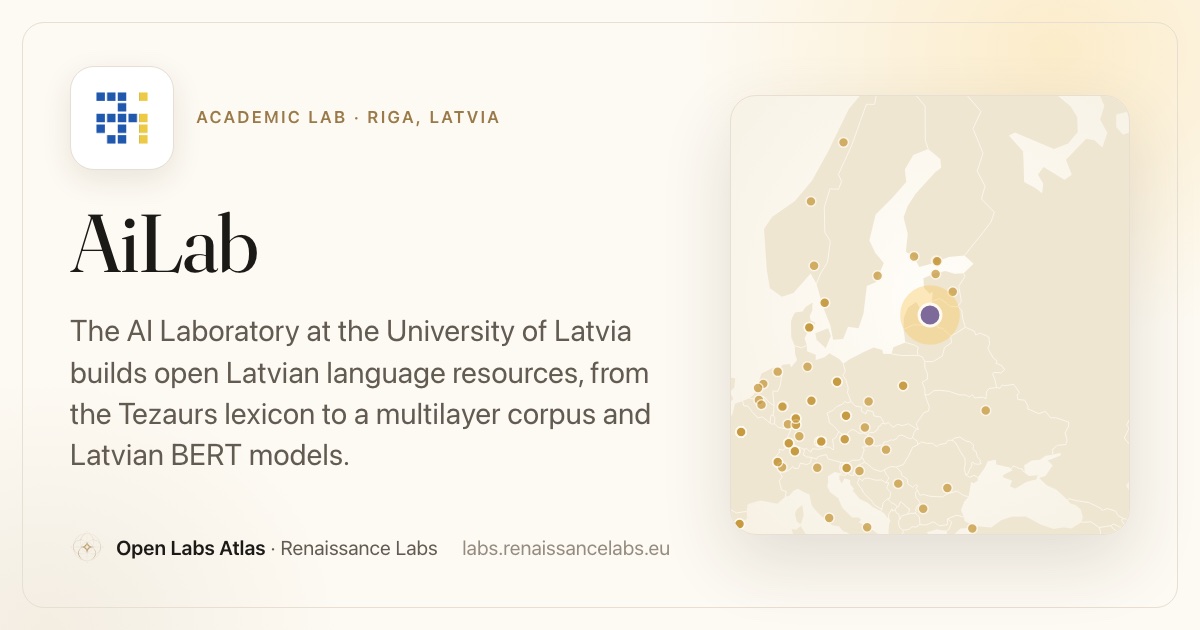 ai
ACADEMIC LAB · RIGA, LATVIA
AiLab
The AI Laboratory at the University of Latvia
builds open Latvian language resources, from
the Tezaurs lexicon to a multilayer corpus and
Latvian BERT models.
Open Labs Atlas · Renaissance Labs labs.renaissancelabs.eu